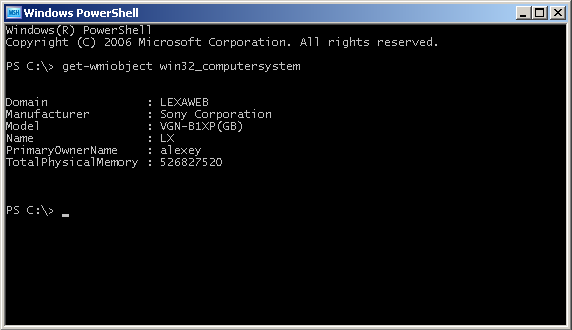 Windows PowerShell
Windows(R) PowerShell
Copyright (C) 2006 Microsoft Corporation. All rights reserved.
PS C:\> get-wmiobject win32_computersystem
Domain : LEXAWEB
Manufacturer : Sony Corporation
Model : VGN-B1XP(GB)
Name : LX
PrimaryOwnerName : alexey
TotalPhysicalMemory : 526827520
PS C:\> _